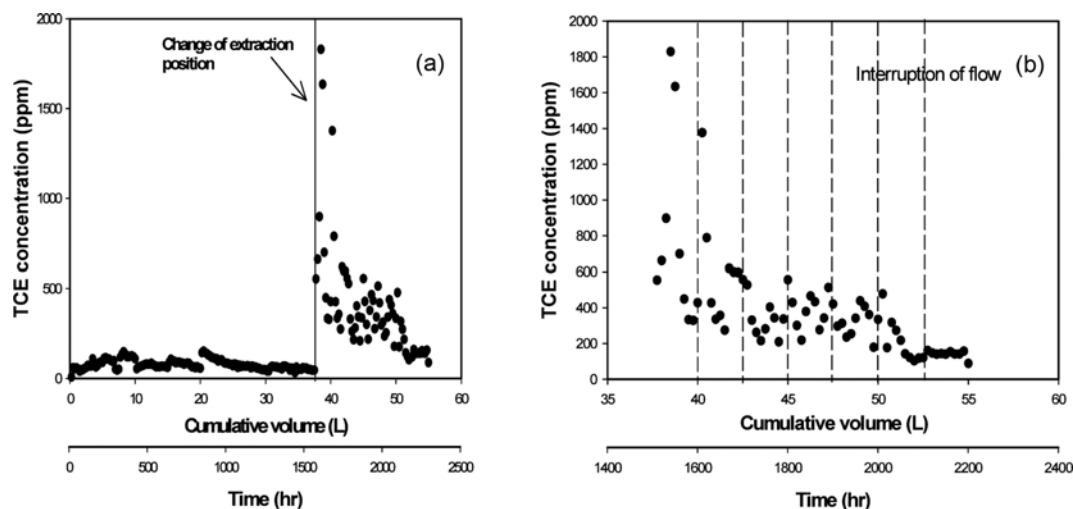 2000
1500
1000
500
0
TCE concentration (ppm)
Change of extraction
position
(a)
0 10 20 30 40 50 60
Cumulative volume (L)
0 500 1000 1500 2000 2500
Time (hr)
2000
1800
1600
1400
1200
1000
800
600
400
200
0
TCE concentration (ppm)
Interruption of flow
(b)
35 40 45 50 55 60
Cumulative volume (L)
1400 1600 1800 2000 2200 2400
Time (hr)